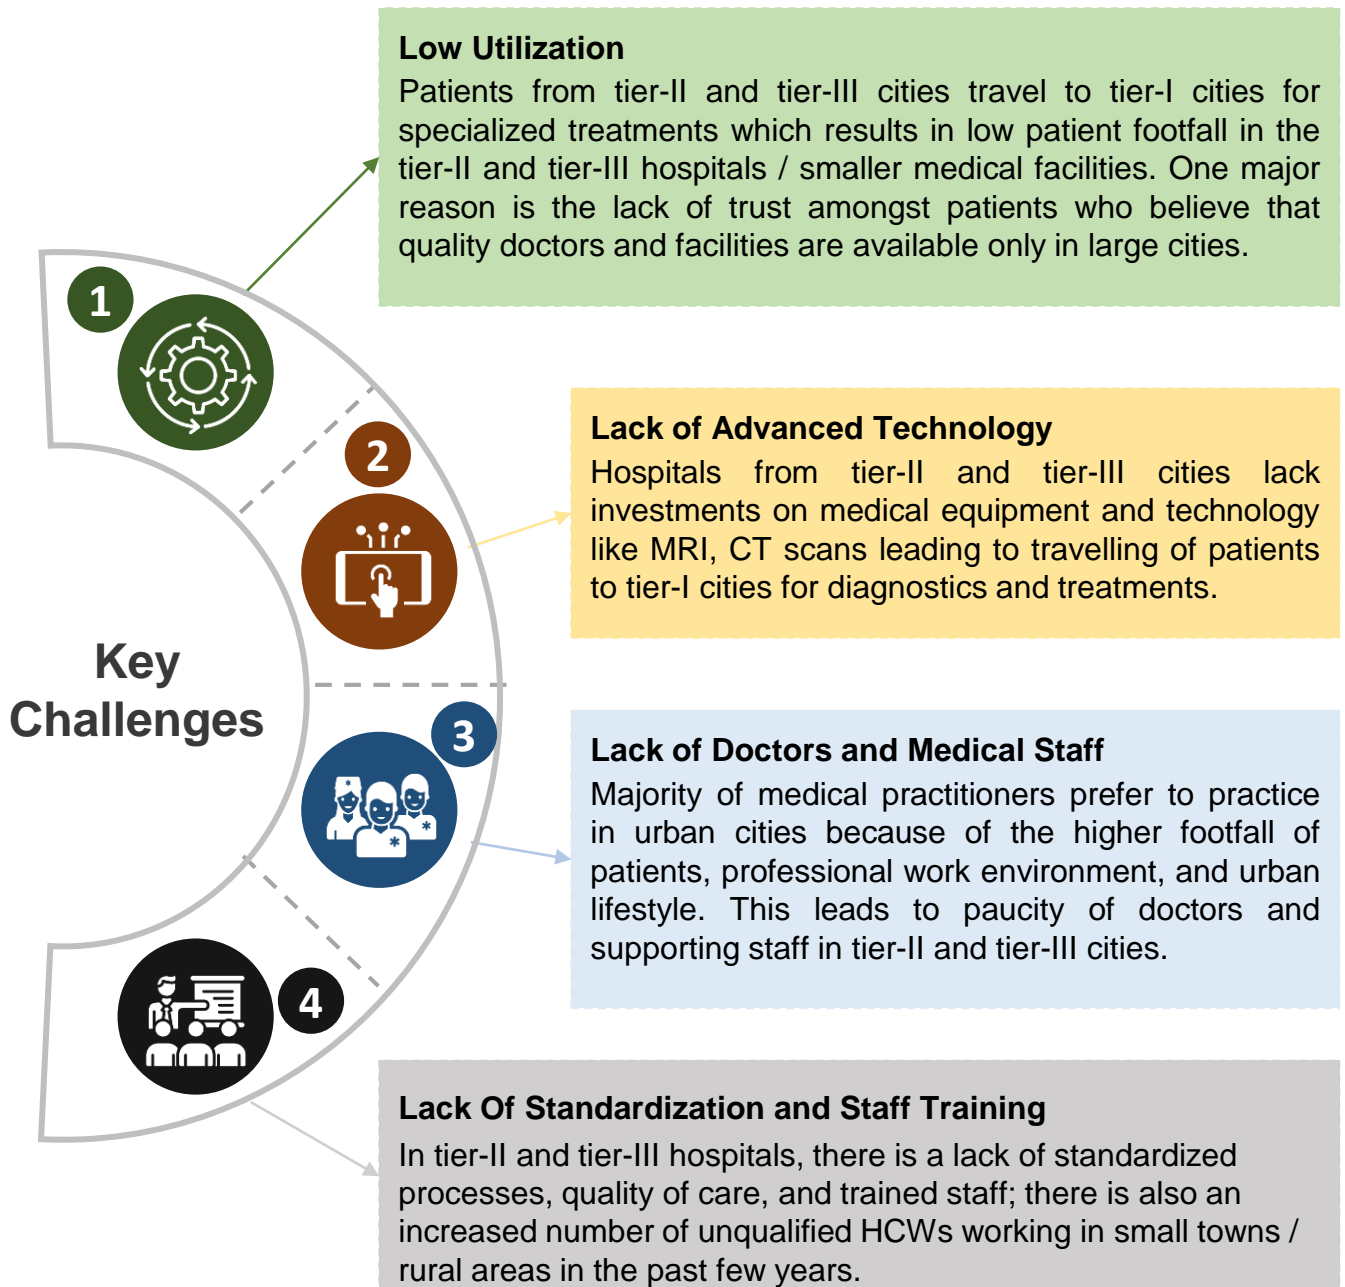 Low Utilization
Patients from tier-II and tier-III cities travel to tier-I cities for
specialized treatments which results in low patient footfall in the
tier-II and tier-III hospitals / smaller medical facilities. One major
reason is the lack of trust amongst patients who believe that
quality doctors and facilities are available only in large cities.
1
2
Lack of Advanced Technology
Hospitals from tier-II and tier-III cities lack
investments on medical equipment and technology
like MRI, CT scans leading to travelling of patients
to tier-I cities for diagnostics and treatments.
Key
Challenges
3
Lack of Doctors and Medical Staff
Majority of medical practitioners prefer to practice
in urban cities because of the higher footfall of
patients, professional work environment, and urban
lifestyle. This leads to paucity of doctors and
supporting staff in tier-II and tier-III cities.
4
Lack Of Standardization and Staff Training
In tier-II and tier-III hospitals, there is a lack of standardized
processes, quality of care, and trained staff; there is also an
increased number of unqualified HCWs working in small towns /
rural areas in the past few years.